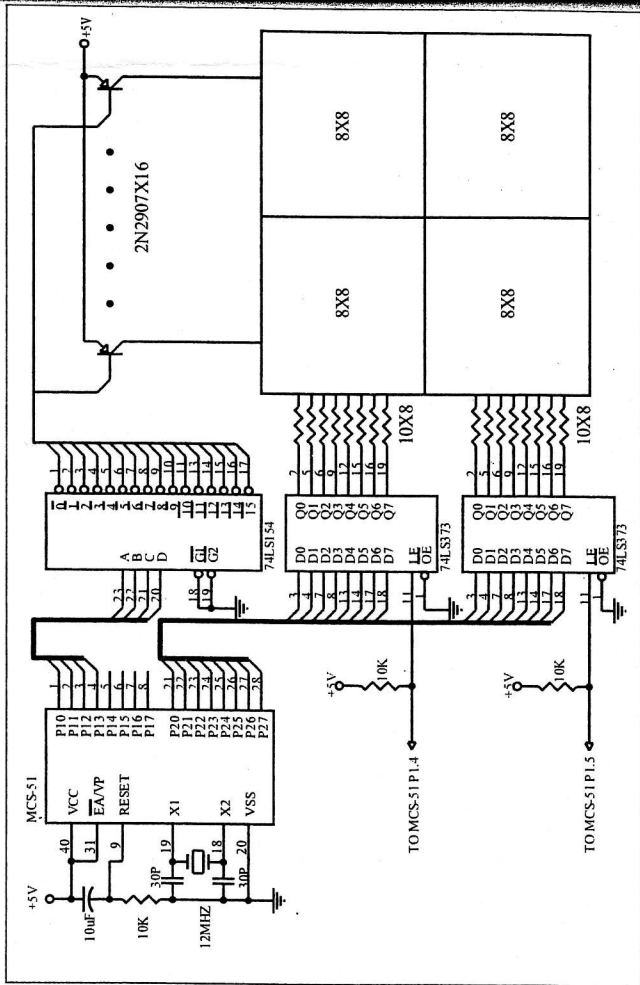 +5V
2N2907X16
8X8
8X8
8X8
8X8
MCS-51
+5V
10uF
10K
12MHZ
30P
30P
40
31
9
19
18
20
VCC
EA/VP
RESET
X1
X2
VSS
P10
P11
P12
P13
P14
P15
P16
P17
P20
P21
P22
P23
P24
P25
P26
P27
1
2
3
4
5
6
7
8
21
22
23
24
25
26
27
28
23
22
21
20
18
19
A
B
C
D
G1
G2
0
1
2
3
4
5
6
7
8
9
10
11
12
13
14
15
1
2
3
4
5
6
7
8
9
10
11
13
14
15
16
17
74LS154
3
4
7
8
13
14
17
18
11
1
D0
D1
D2
D3
D4
D5
D6
D7
LE
OE
Q0
Q1
Q2
Q3
Q4
Q5
Q6
Q7
2
5
6
9
12
15
16
19
74LS373
10X8
3
4
7
8
13
14
17
18
11
1
D0
D1
D2
D3
D4
D5
D6
D7
LE
OE
Q0
Q1
Q2
Q3
Q4
Q5
Q6
Q7
2
5
6
9
12
15
16
19
74LS373
10X8
+5V
10K
TO MCS-51 P1.4
+5V
10K
TO MCS-51 P1.5